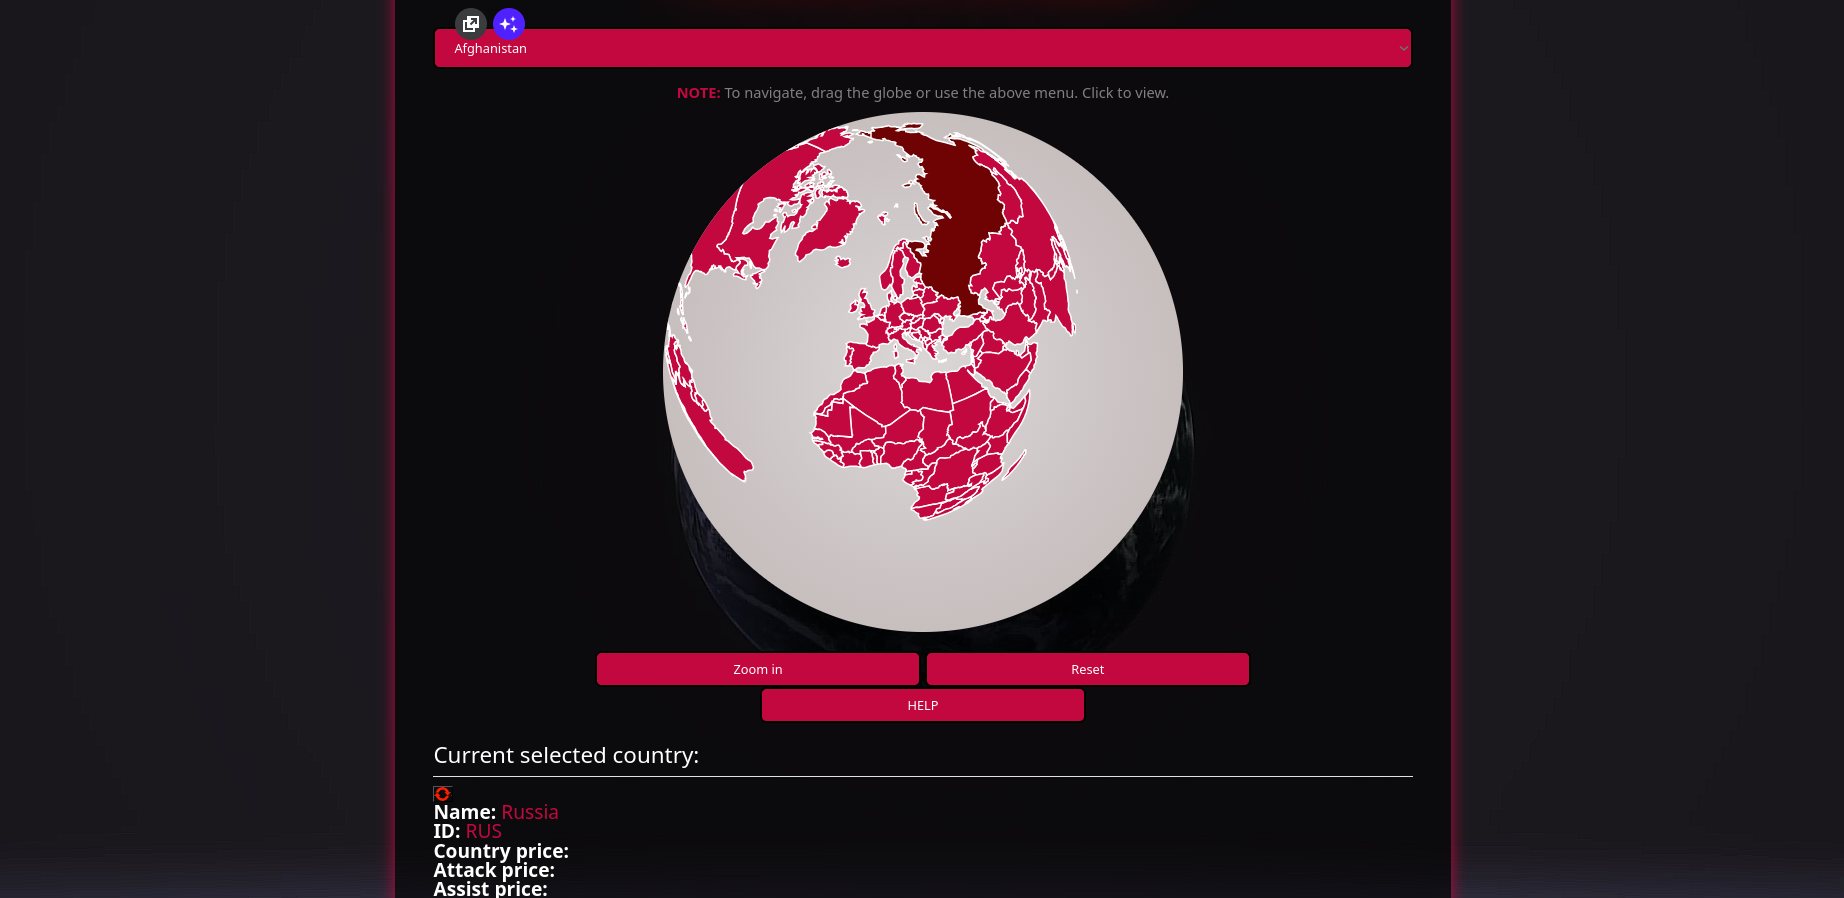 Afghanistan
NOTE: To navigate, drag the globe or use the above menu. Click to view.
Zoom in
Reset
HELP
Current selected country:
Name: Russia
ID: RUS
Country price:
Attack price:
Assist price: